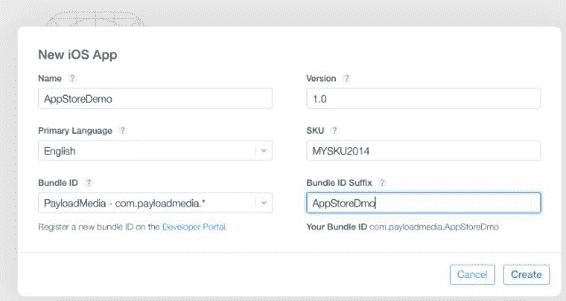 New iOS App
Name ? Version ?
AppStoreDemo 1.0
Primary Language ? SKU ?
English MYSKU2014
Bundle ID ? Bundle ID Suffix ?
PayloadMedia - com.payloadmedia.* AppStoreDmo
Register a new bundle ID on the Developer Portal. Your Bundle ID com.payloadmedia.AppStoreDmo
Cancel Create